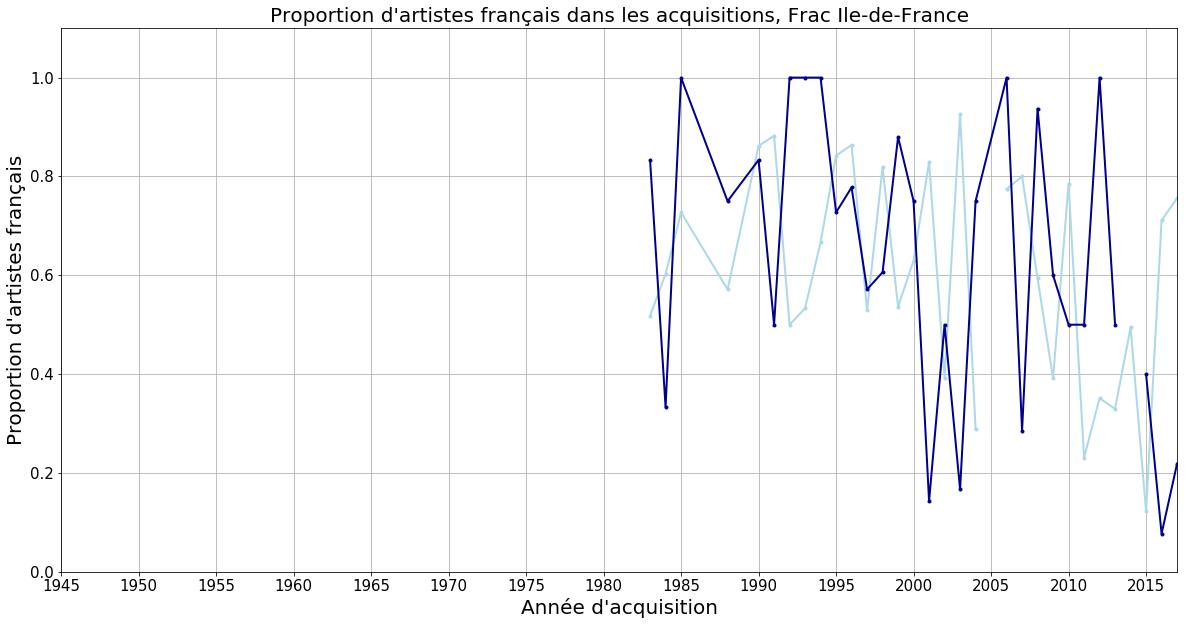 Proportion d'artistes français dans les acquisitions, Frac Ile-de-France
Proportion d'artistes français
1.0
0.8
0.6
0.4
0.2
0.0
1945 1950 1955 1960 1965 1970 1975 1980 1985 1990 1995 2000 2005 2010 2015
Année d'acquisition